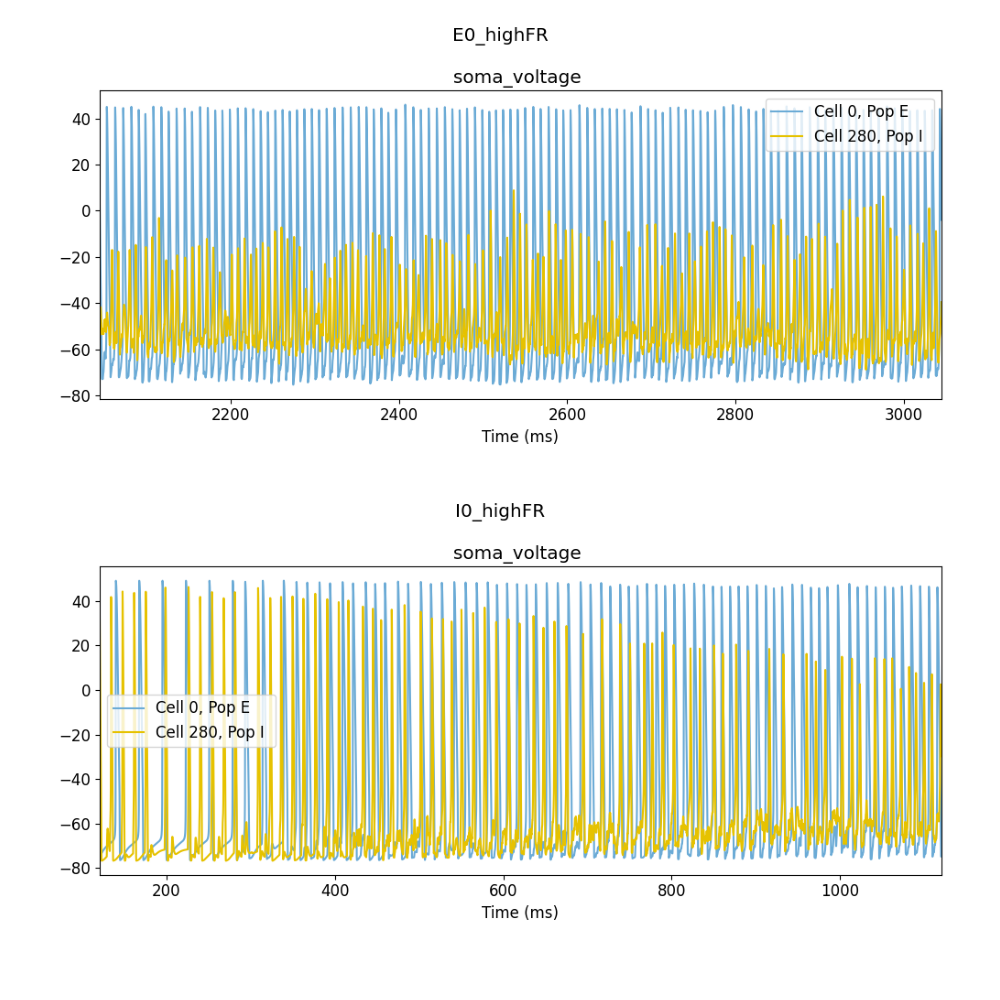 E0_highFR
soma_voltage
Cell 0, Pop E
Cell 280, Pop I
40
20
0
−20
−40
−60
−80
2200 2400 2600 2800 3000
Time (ms)
I0_highFR
soma_voltage
40
20
0
−20
−40
−60
−80
Cell 0, Pop E
Cell 280, Pop I
200 400 600 800 1000
Time (ms)